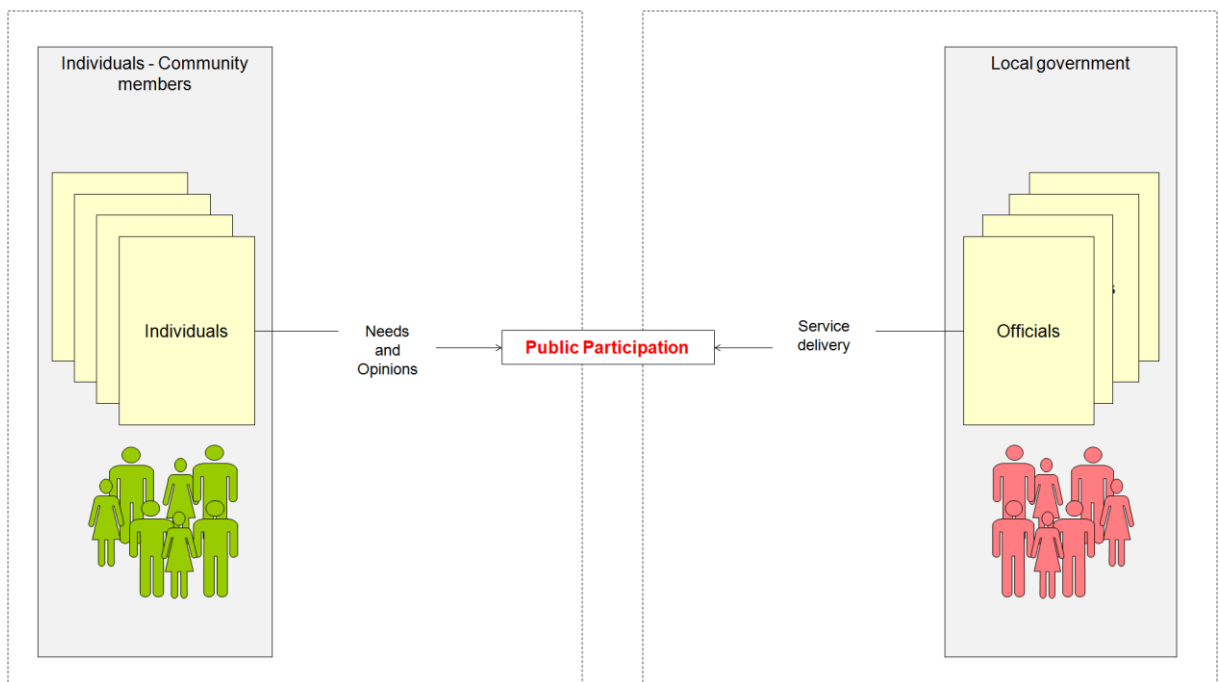 Individuals - Community
members
Individuals
Needs
and
Opinions
Public Participation
Local government
Service
delivery
Officials